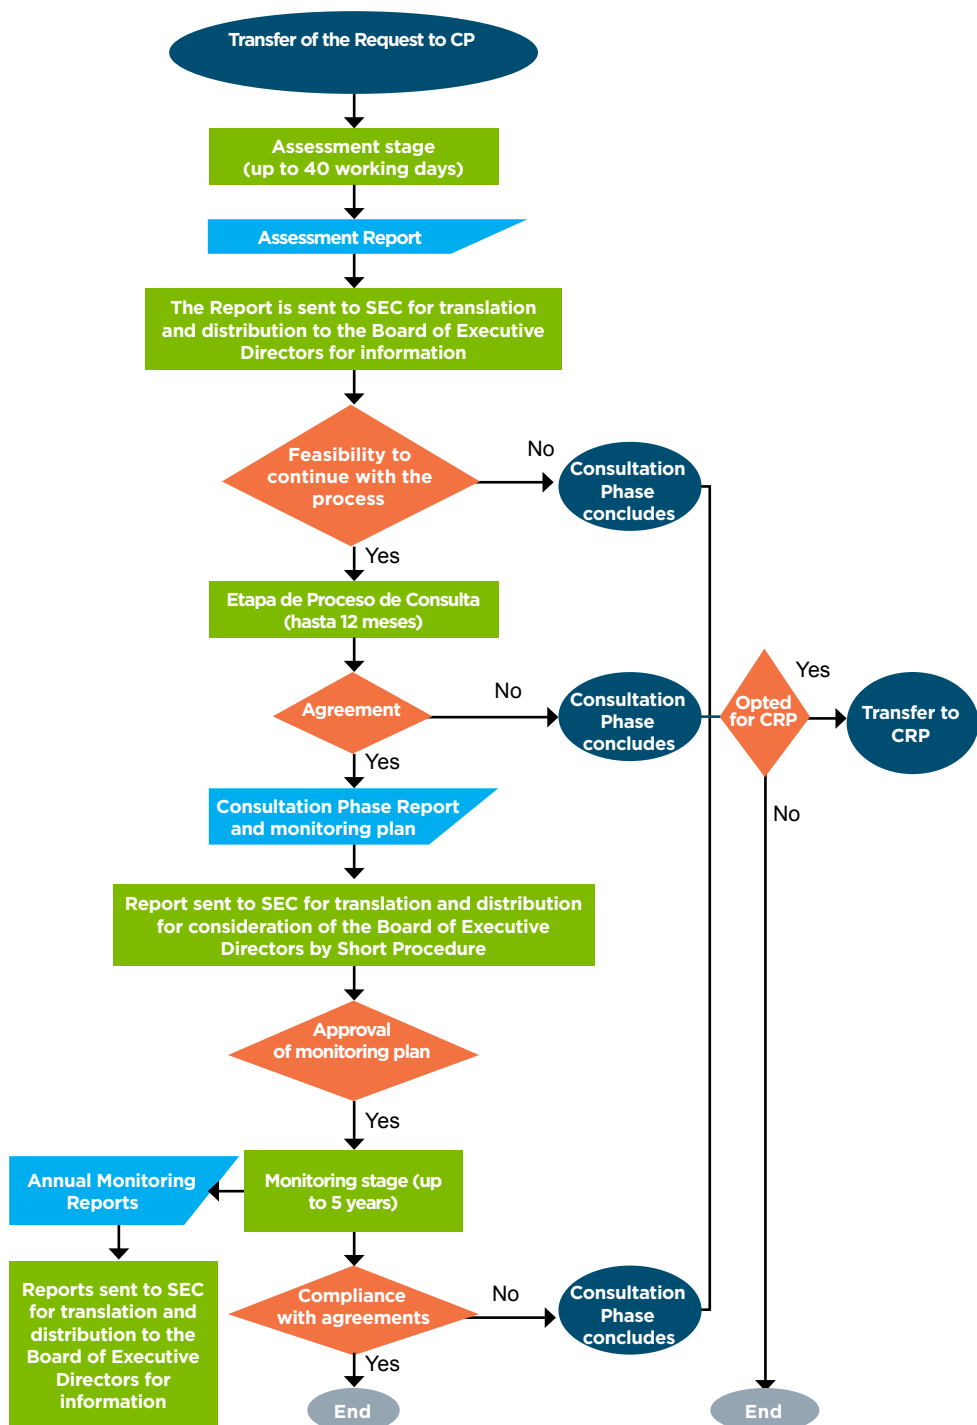 Transfer of the Request to CP
Assessment stage
(up to 40 working days)
Assessment Report
The Report is sent to SEC for translation
and distribution to the Board of Executive
Directors for information
Feasibility to
continue with the
process
No
Consultation
Phase
concludes
Yes
Etapa de Proceso de Consulta
(hasta 12 meses)
Agreement
No
Consultation
Phase
concludes
Opted
for CRP
Yes
Transfer to
CRP
Yes
No
Consultation Phase Report
and monitoring plan
Report sent to SEC for translation and distribution
for consideration of the Board of Executive
Directors by Short Procedure
Approval
of monitoring plan
Yes
Monitoring stage (up
to 5 years)
Annual Monitoring
Reports
Reports sent to SEC
for translation and
distribution to the
Board of Executive
Directors for
information
Compliance
with agreements
No
Consultation
Phase
concludes
Yes
End
End